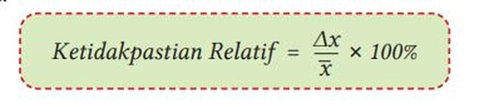 Ketidakpastian Relatif = Δx/x̅ × 100%